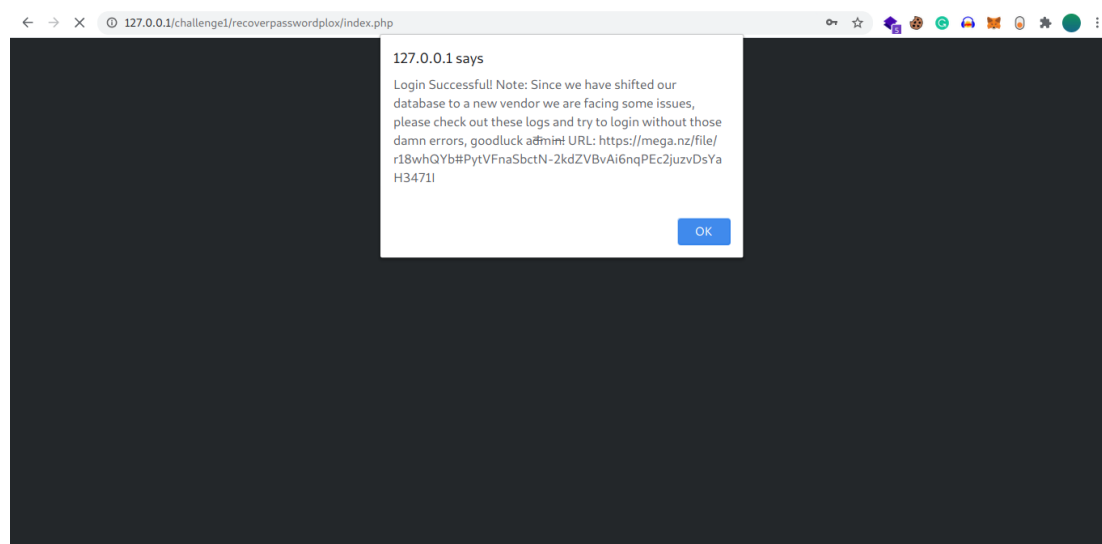 127.0.0.1/challenge1/recoverpasswordplox/index.php
127.0.0.1 says
Login Successful! Note: Since we have shifted our
database to a new vendor we are facing some issues,
please check out these logs and try to login without those
damn errors, goodluck admin! URL: https://mega.nz/file/
r18whQYb#PytVFnaSbctN-2kdZVBvAi6nqPEc2juzvDsYa
H3471I
OK